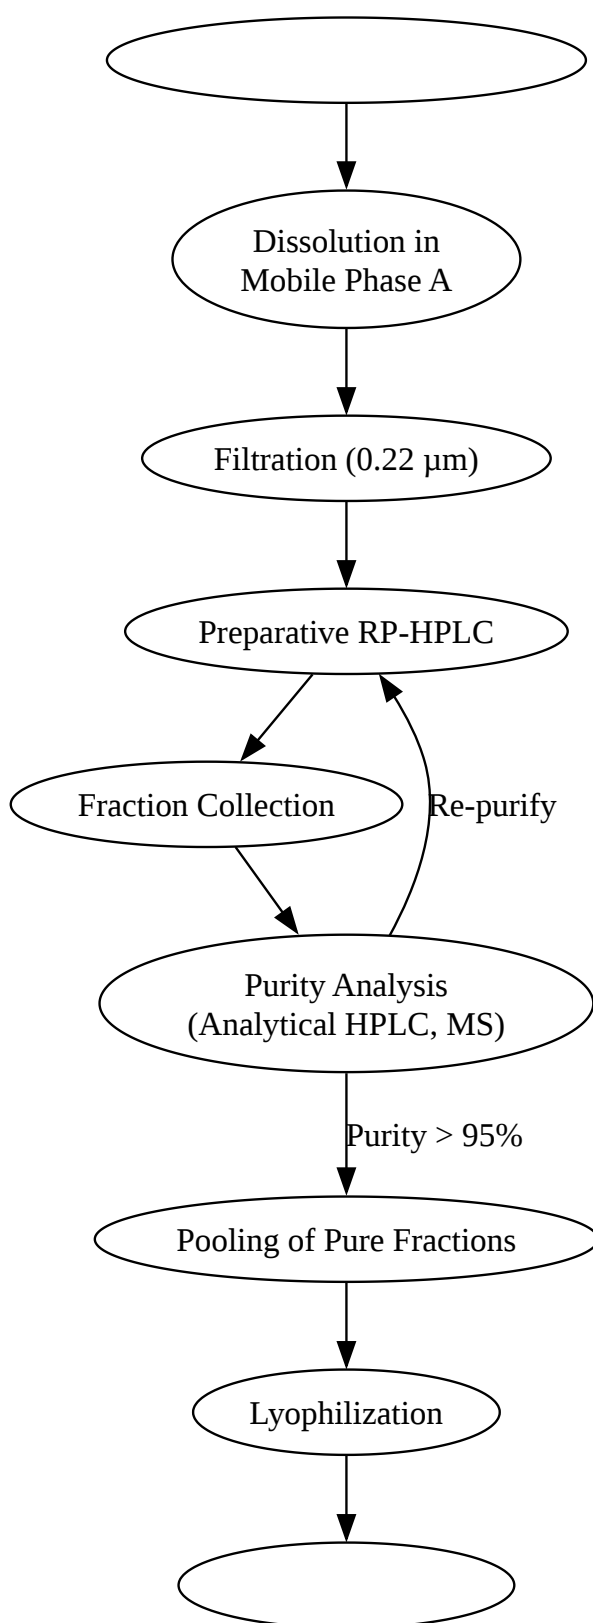 Dissolution in
Mobile Phase A
Filtration (0.22 µm)
Preparative RP-HPLC
Fraction Collection
Re-purify
Purity Analysis
(Analytical HPLC, MS)
Purity > 95%
Pooling of Pure Fractions
Lyophilization